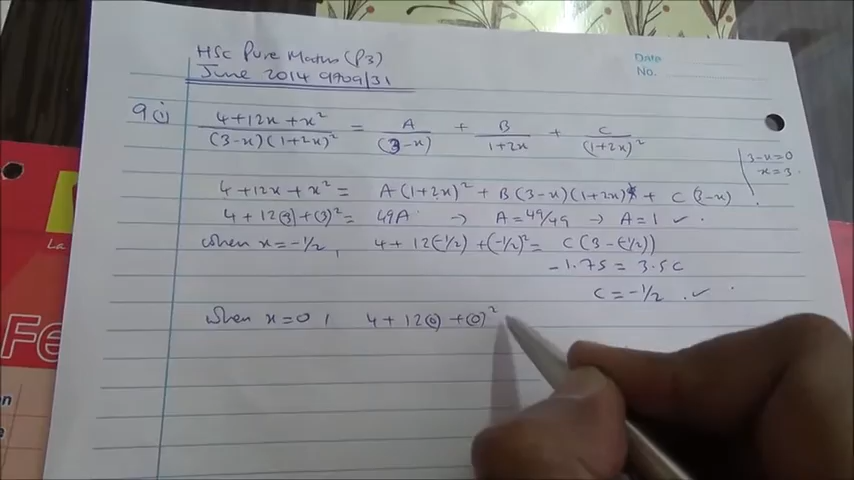 HSC Pure Maths (P3)
June 2014 9709/31
DATE
NO.
9 (i) (4+12x+x²)/((3-x)(1+2x)²) = A/(3-x) + B/(1+2x) + C/(1+2x)²
3-x=0
x=3.
4+12x+x² = A(1+2x)² + B(3-x)(1+2x) + C(3-x)
4+12(3)+(3)² = 49A → A=49/49 → A=1 ✓.
When x=-1/2, 4+12(-1/2)+(-1/2)² = C(3-(-1/2))
-1.75 = 3.5C
C=-1/2 . ✓
When x=0, 4+12(0)+(0)²
La
Fre